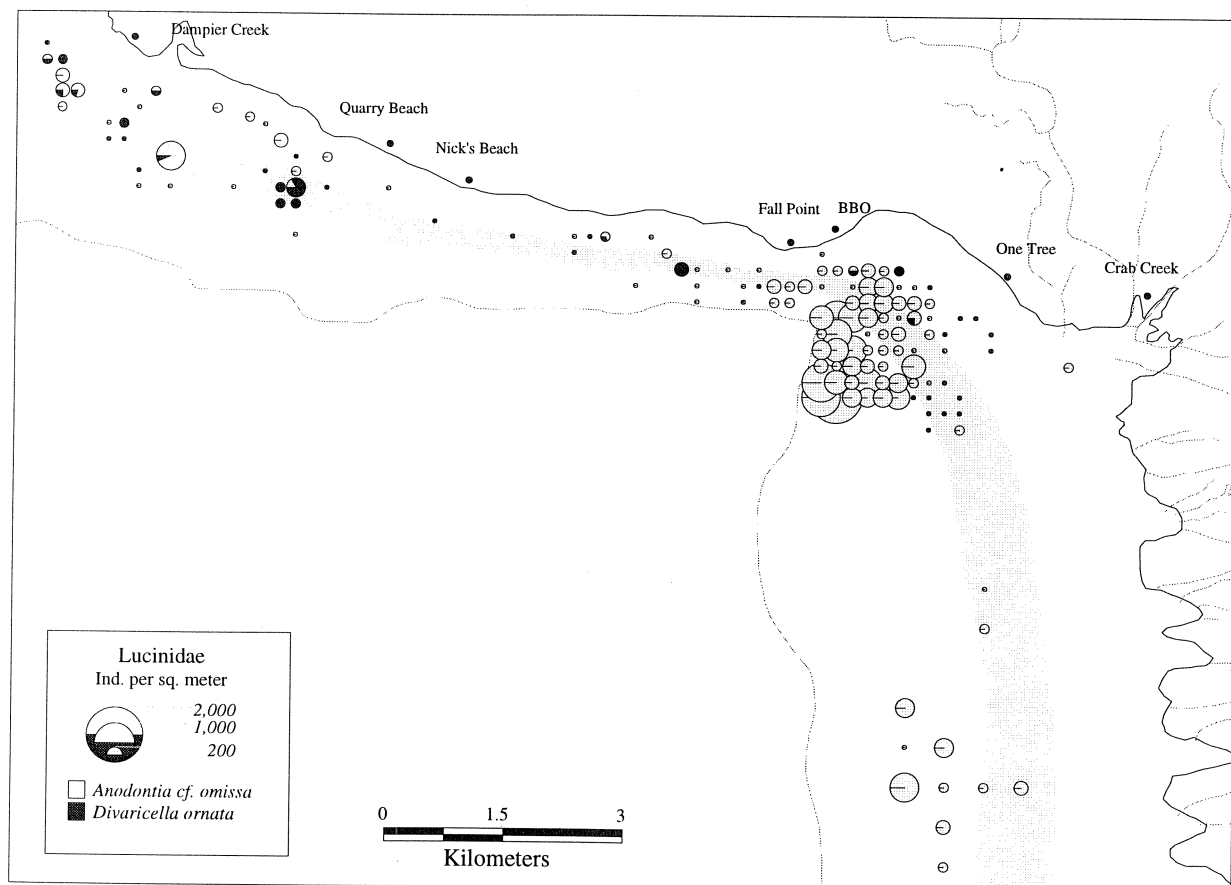 Dampier Creek
Quarry Beach
Nick's Beach
Fall Point
BBO
One Tree
Crab Creek
Lucinidae
Ind. per sq. meter
2,000
1,000
200
Anodontia cf. omissa
Divaricella ornata
0
1.5
3
Kilometers